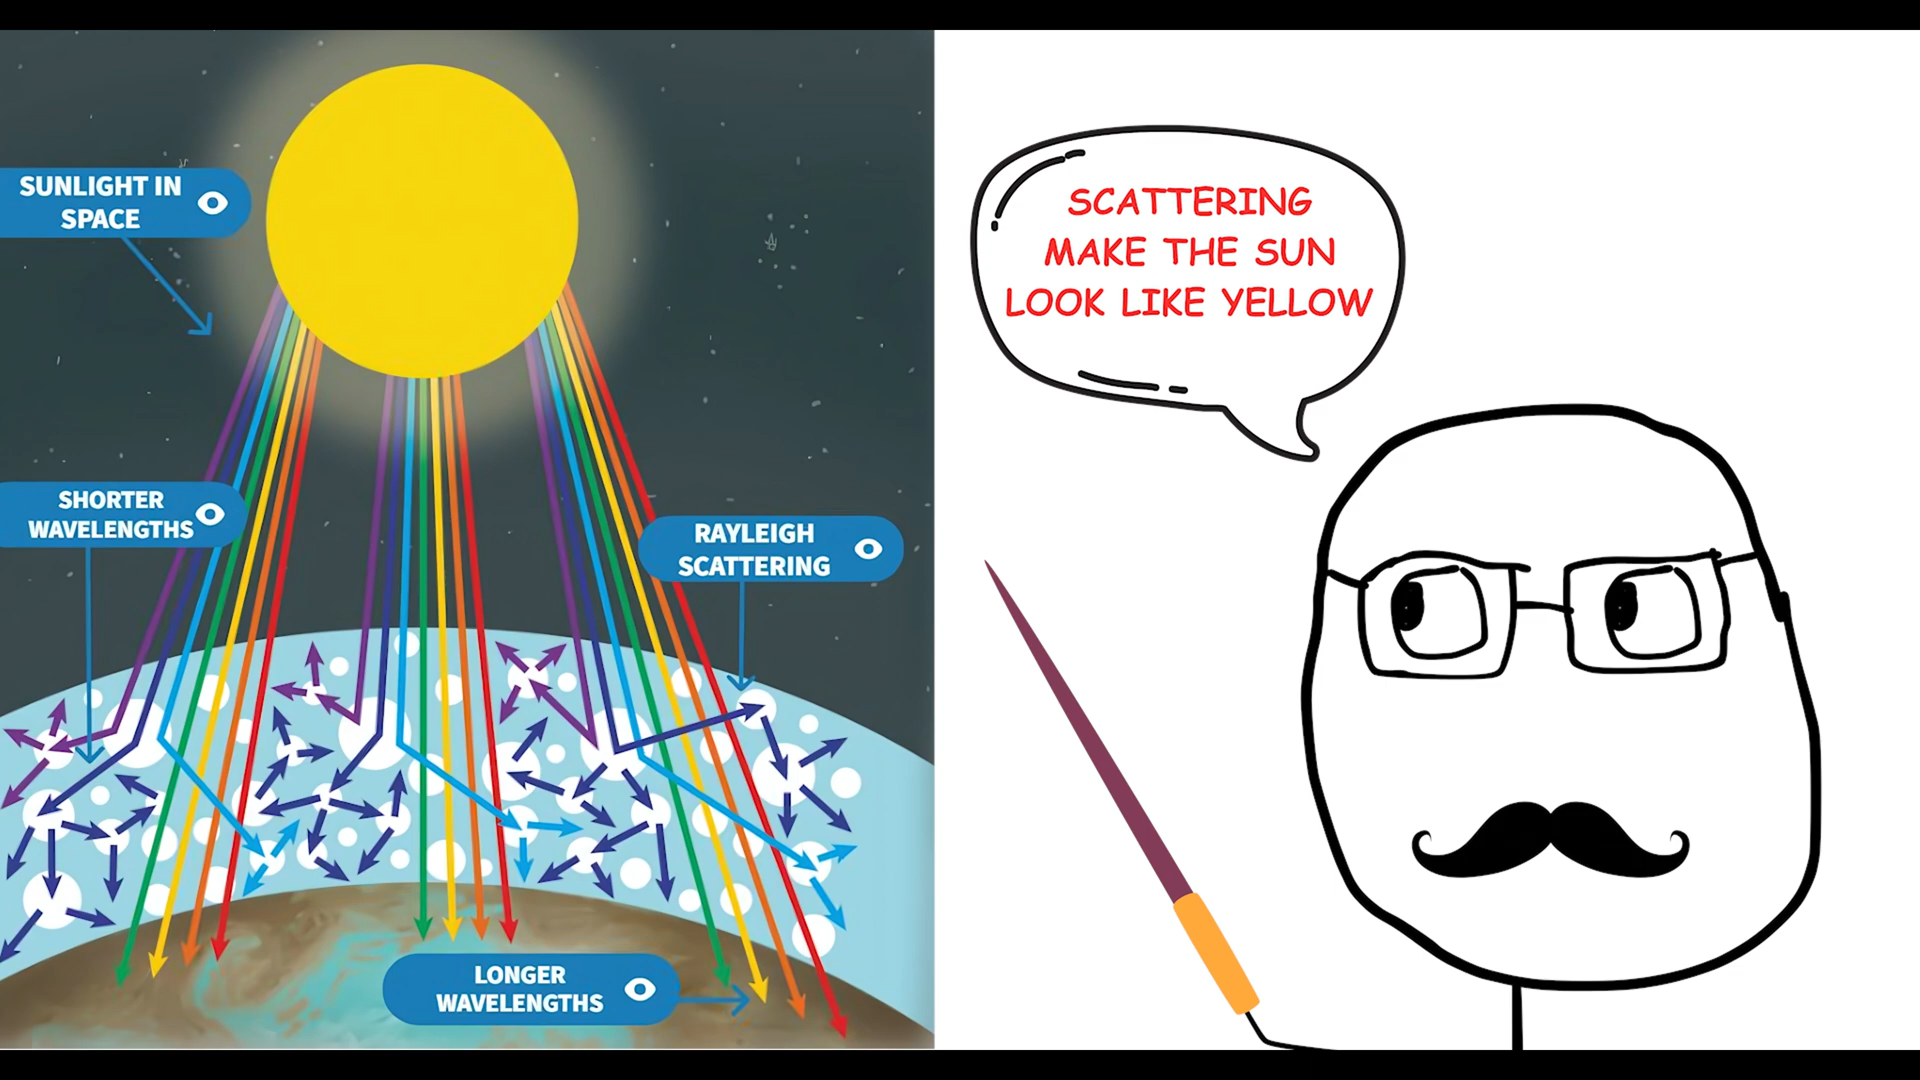 SUNLIGHT IN
SPACE
SHORTER
WAVELENGTHS
RAYLEIGH
SCATTERING
LONGER
WAVELENGTHS
SCATTERING
MAKE THE SUN
LOOK LIKE YELLOW